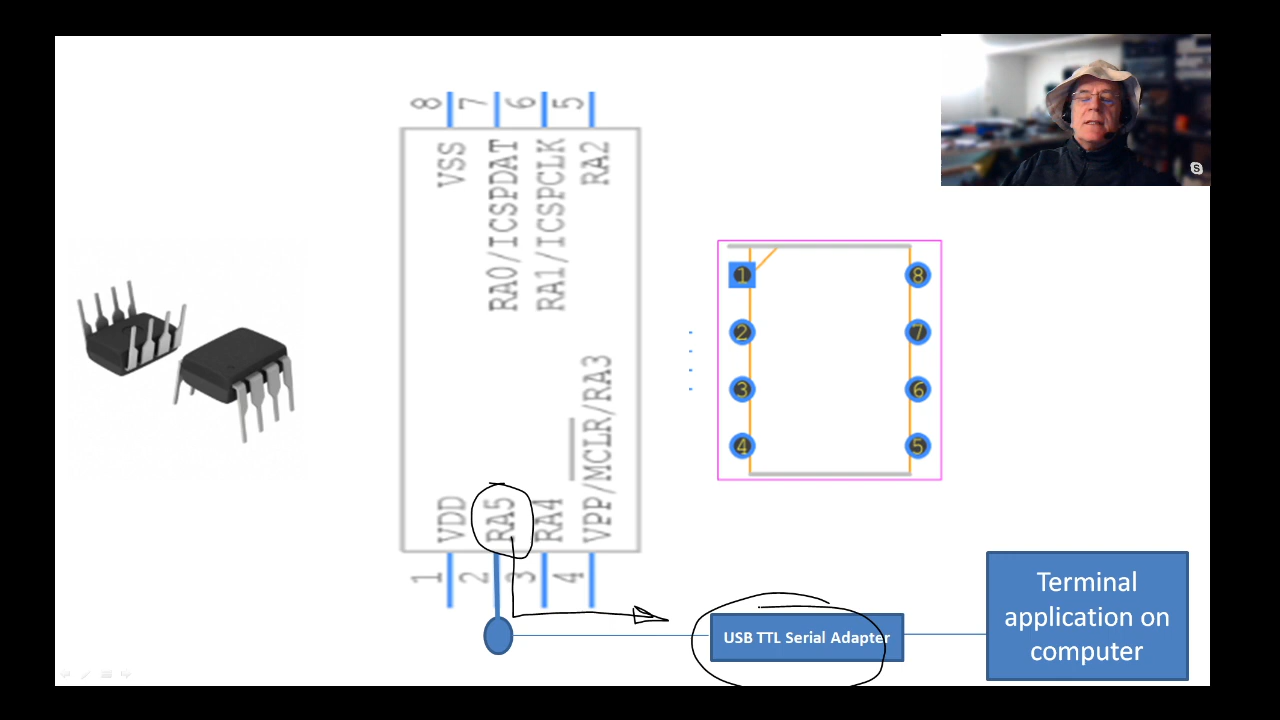 8 7 6 5
VSS
RA0/ICSPDAT
RA1/ICSPCLK
RA2
VDD
RA5
RA4
VPP/MCLR/RA3
1 2 3 4
1 8
2 7
3 6
4 5
USB TTL Serial Adapter
Terminal
application on
computer
S